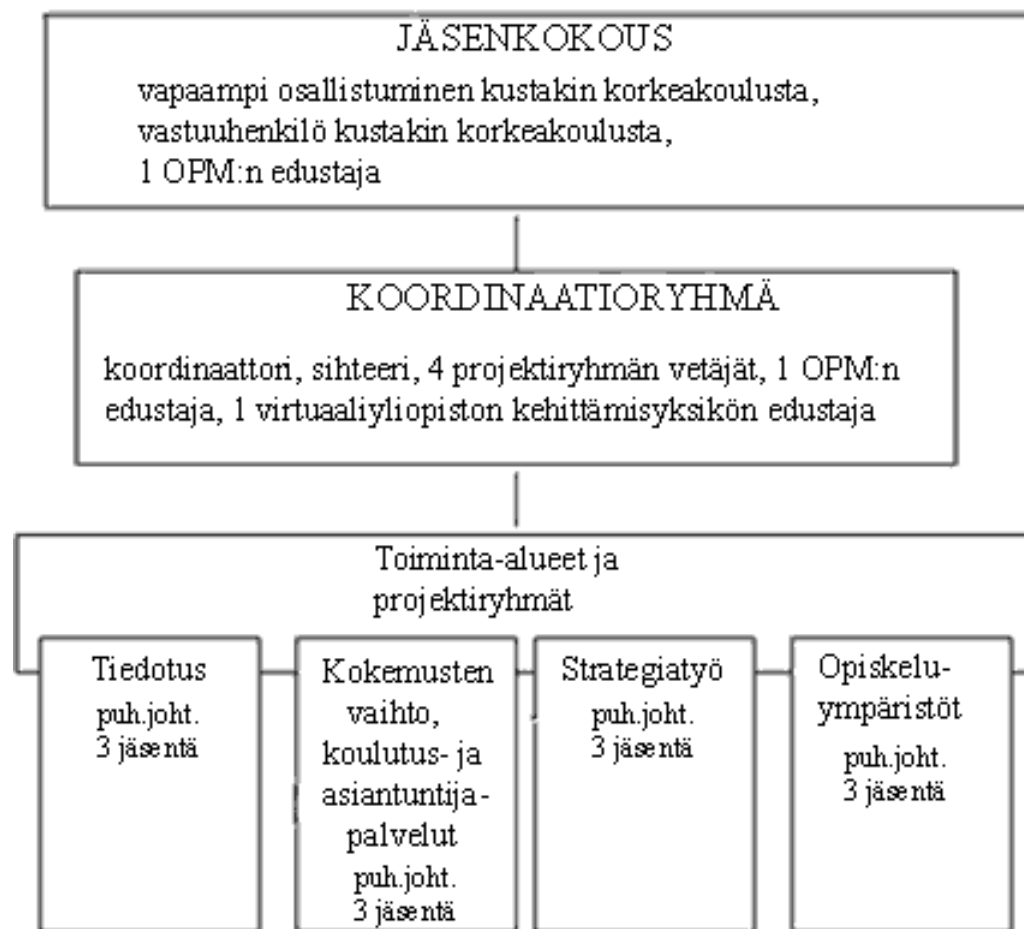 JÄSENKOKOUS
vapaampi osallistuminen kustakin korkeakoulusta,
vastuuhenkilö kustakin korkeakoulusta,
1 OPM:n edustaja
KOORDINAATIORYHMÄ
koordinaattori, sihteeri, 4 projektiryhmän vetäjät, 1 OPM:n
edustaja, 1 virtuaaliyliopiston kehittämisyksikön edustaja
Toiminta-alueet ja
projektiryhmät
Tiedotus
puh.joht.
3 jäsentä
Kokemusten
vaihto,
koulutus- ja
asiantuntija-
palvelut
puh.joht.
3 jäsentä
Strategiatyö
puh.joht.
3 jäsentä
Opiskelu-
ympäristöt
puh.joht.
3 jäsentä